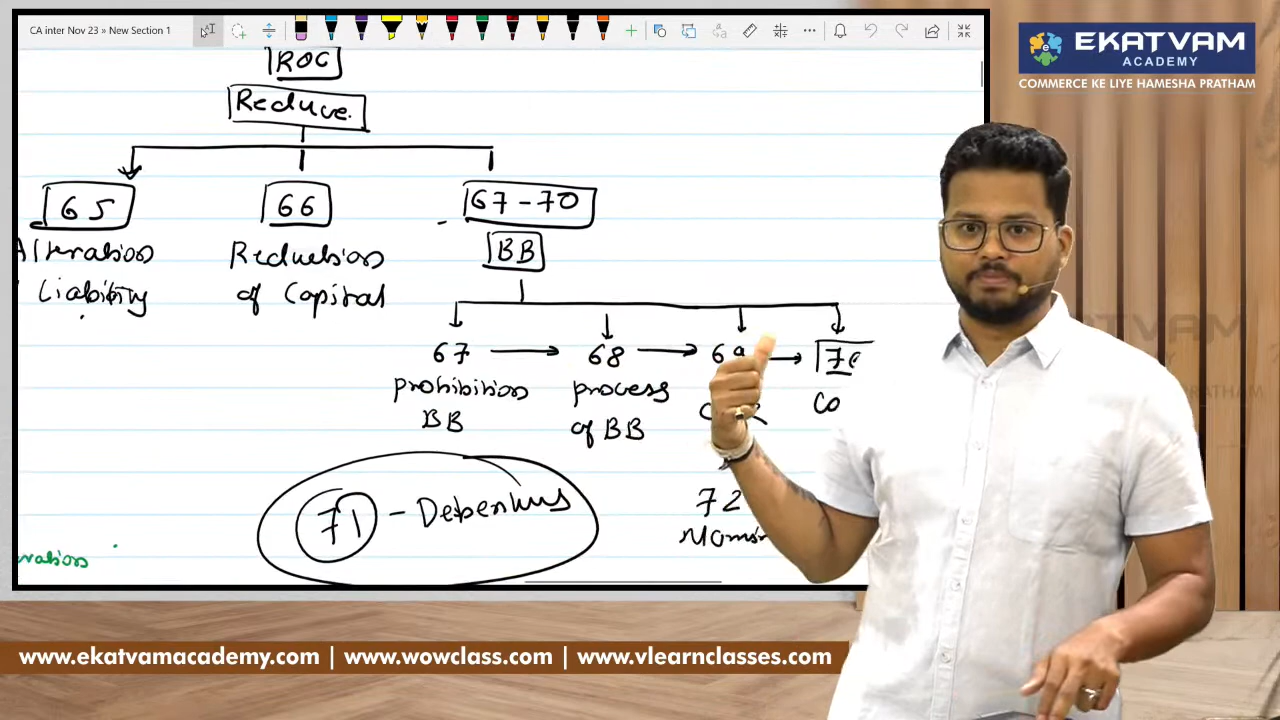 CA inter Nov 23 » New Section 1
EKATVAM
ACADEMY
COMMERCE KE LIYE HAMESHA PRATHAM
ROC
Reduce.
65
66
67-70
Alteration
Liability
Reduction
of Capital
BB
67
68
69
70
prohibition
BB
process
of BB
CRR
Co
71 - Debentures
72
www.ekatvamacademy.com | www.wowclass.com | www.vlearnclasses.com